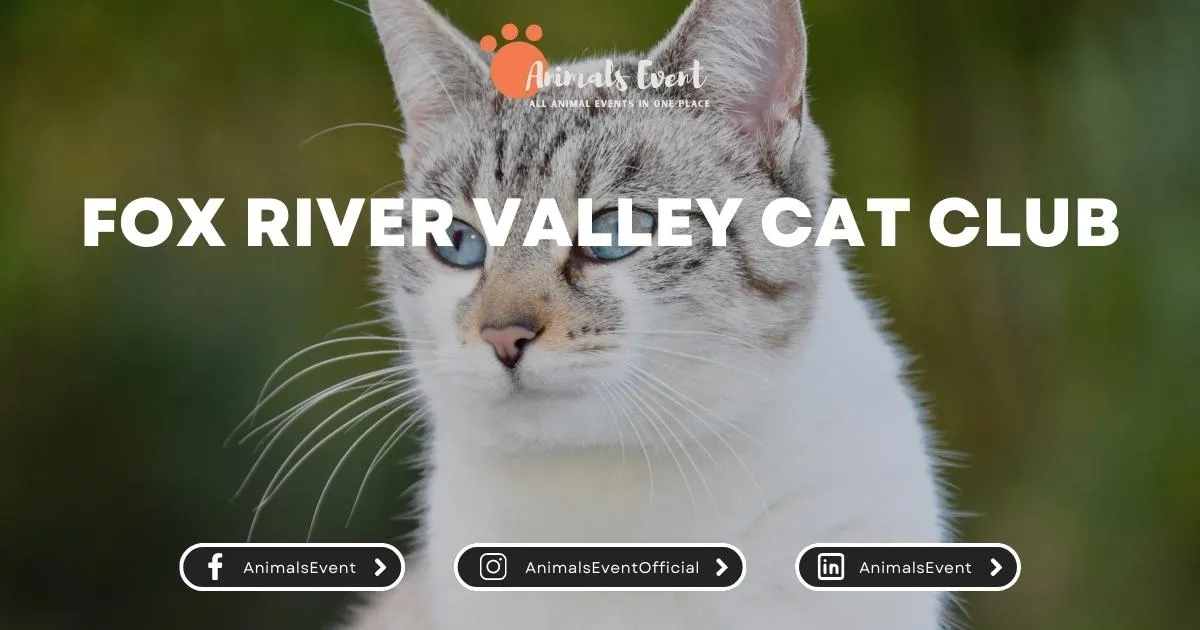 Animals Event
ALL ANIMAL EVENTS IN ONE PLACE
FOX RIVER VALLEY CAT CLUB
AnimalsEvent
AnimalsEventOfficial
AnimalsEvent